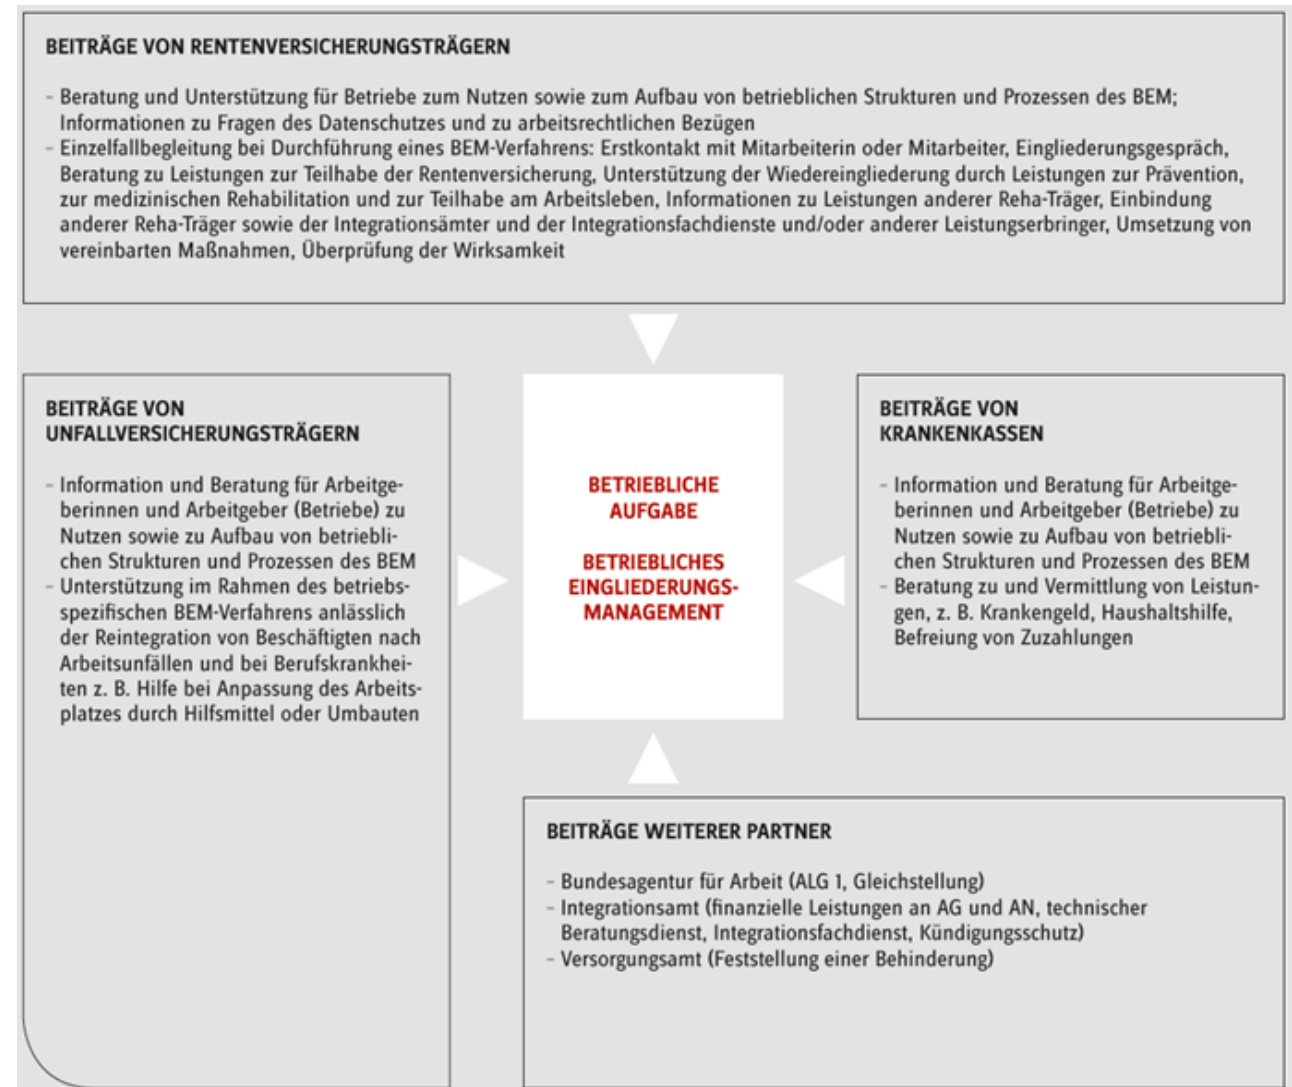 BEITRÄGE VON RENTENVERSICHERUNGSTRÄGERN
- Beratung und Unterstützung für Betriebe zum Nutzen sowie zum Aufbau von betrieblichen Strukturen und Prozessen des BEM;
Informationen zu Fragen des Datenschutzes und zu arbeitsrechtlichen Bezügen
- Einzelfallbegleitung bei Durchführung eines BEM-Verfahrens: Erstkontakt mit Mitarbeiterin oder Mitarbeiter, Eingliederungsgespräch,
Beratung zu Leistungen zur Teilhabe der Rentenversicherung, Unterstützung der Wiedereingliederung durch Leistungen zur Prävention,
zur medizinischen Rehabilitation und zur Teilhabe am Arbeitsleben, Informationen zu Leistungen anderer Reha-Träger, Einbindung
anderer Reha-Träger sowie der Integrationsämter und der Integrationsfachdienste und/oder anderer Leistungserbringer, Umsetzung von
vereinbarten Maßnahmen, Überprüfung der Wirksamkeit
BEITRÄGE VON
UNFALLVERSICHERUNGSTRÄGERN
- Information und Beratung für Arbeitge-
berinnen und Arbeitgeber (Betriebe) zu
Nutzen sowie zu Aufbau von betriebli-
chen Strukturen und Prozessen des BEM
- Unterstützung im Rahmen des betriebs-
spezifischen BEM-Verfahrens anlässlich
der Reintegration von Beschäftigten nach
Arbeitsunfällen und bei Berufskrankhei-
ten z. B. Hilfe bei Anpassung des Arbeits-
platzes durch Hilfsmittel oder Umbauten
BETRIEBLICHE
AUFGABE
BETRIEBLICHES
EINGLIEDERUNGS-
MANAGEMENT
BEITRÄGE VON
KRANKENKASSEN
- Information und Beratung für Arbeitge-
berinnen und Arbeitgeber (Betriebe) zu
Nutzen sowie zu Aufbau von betriebli-
chen Strukturen und Prozessen des BEM
- Beratung zu und Vermittlung von Leistun-
gen, z. B. Krankengeld, Haushaltshilfe,
Befreiung von Zuzahlungen
BEITRÄGE WEITERER PARTNER
- Bundesagentur für Arbeit (ALG 1, Gleichstellung)
- Integrationsamt (finanzielle Leistungen an AG und AN, technischer
Beratungsdienst, Integrationsfachdienst, Kündigungsschutz)
- Versorgungsamt (Feststellung einer Behinderung)